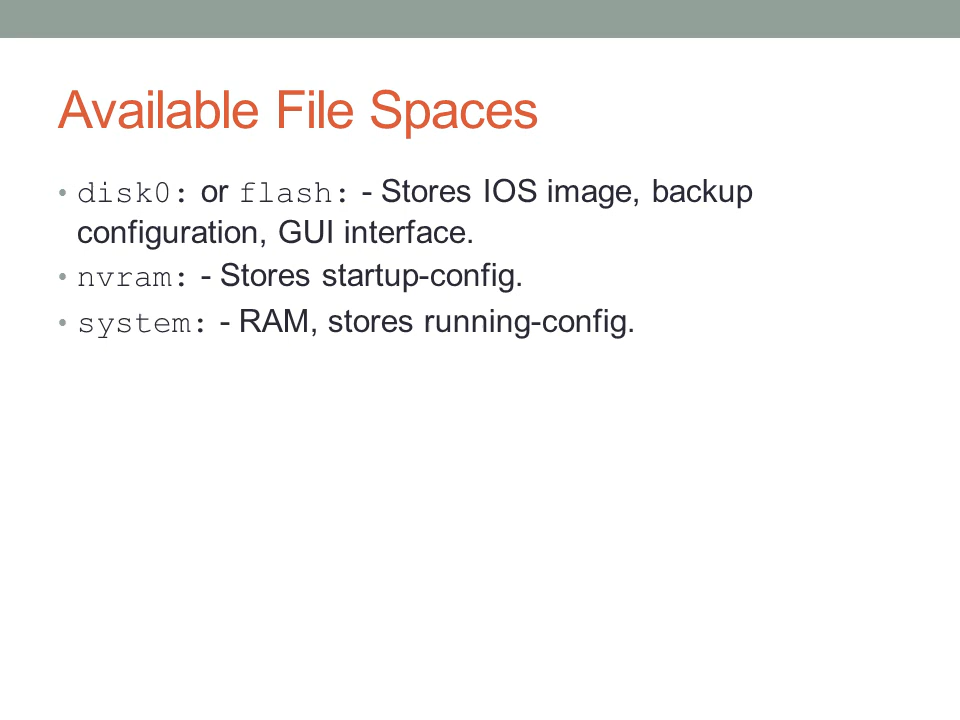 Available File Spaces
• disk0: or flash: - Stores IOS image, backup
configuration, GUI interface.
• nvram: - Stores startup-config.
• system: - RAM, stores running-config.